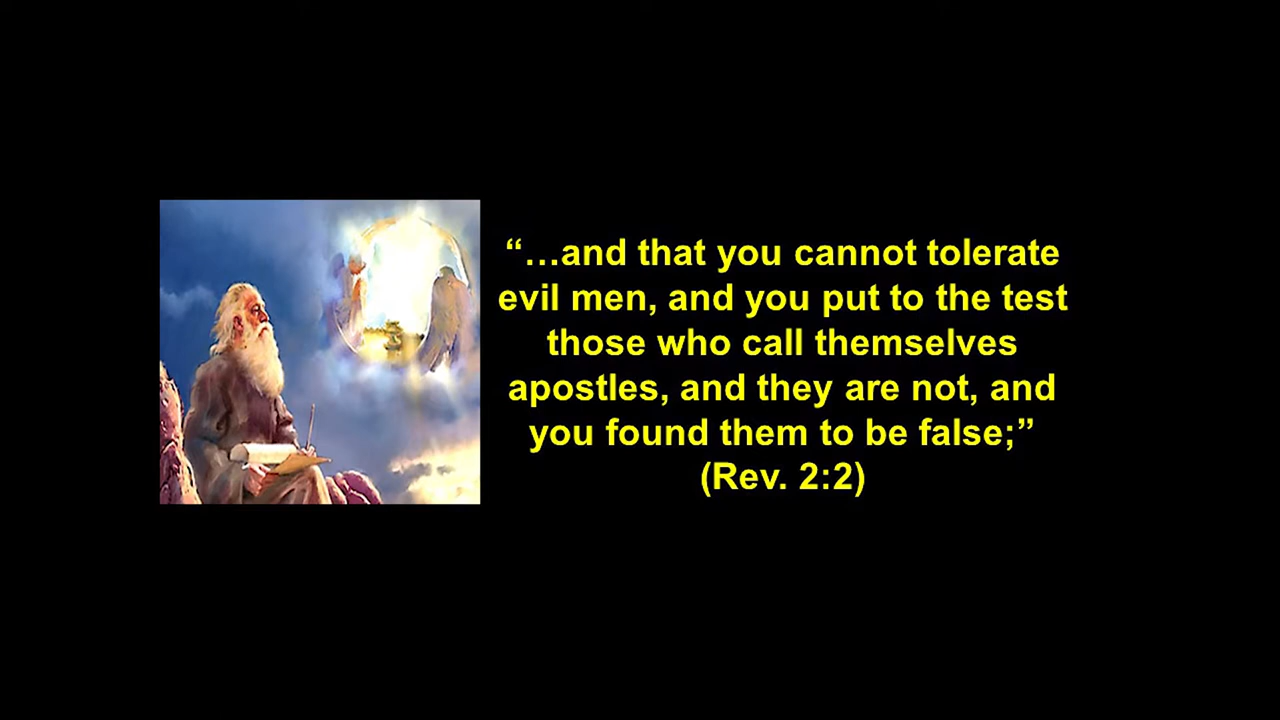 “…and that you cannot tolerate
evil men, and you put to the test
those who call themselves
apostles, and they are not, and
you found them to be false;”
(Rev. 2:2)